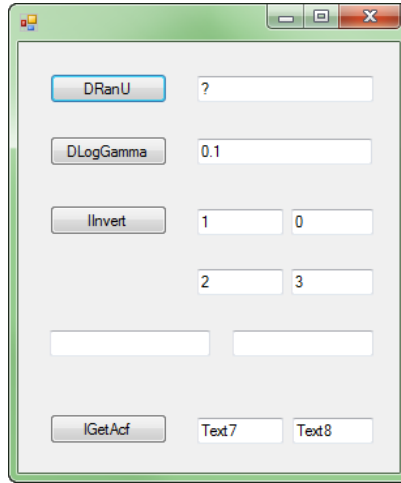 DRanU ?
DLogGamma 0.1
IInvert 1 0
2 3
IGetAcf Text7 Text8